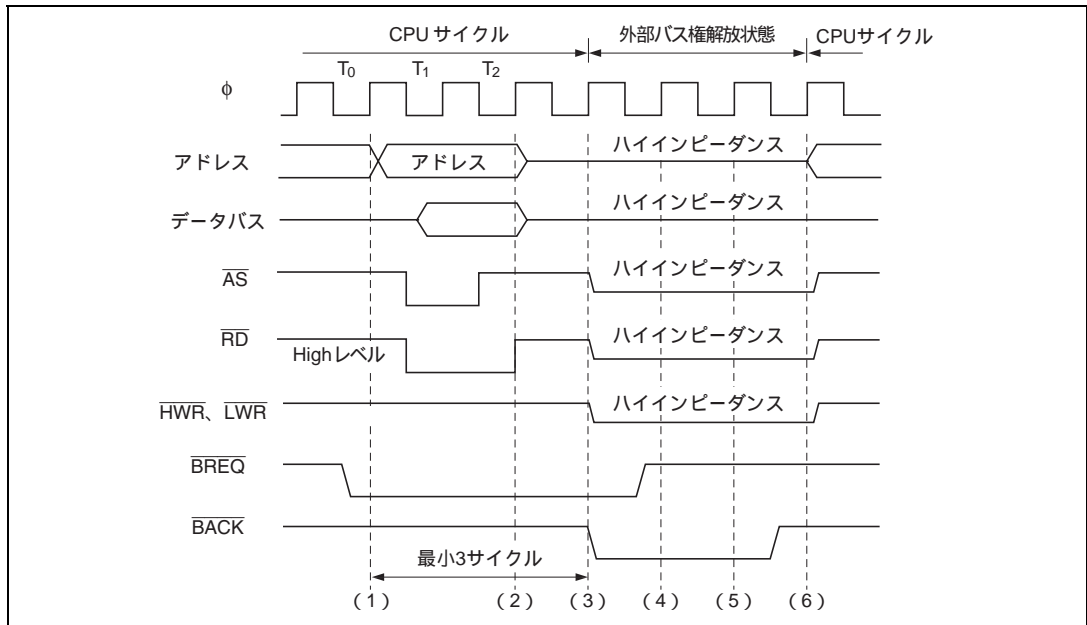 CPU サイクル 外部バス権解放状態 CPUサイクル
T0 T1 T2
φ
ハイインピーダンス
アドレス アドレス
ハイインピーダンス
データバス
ハイインピーダンス
AS
ハイインピーダンス
RD
Highレベル
ハイインピーダンス
HWR、LWR
BREQ
BACK
最小3サイクル
(1) (2) (3) (4) (5) (6)